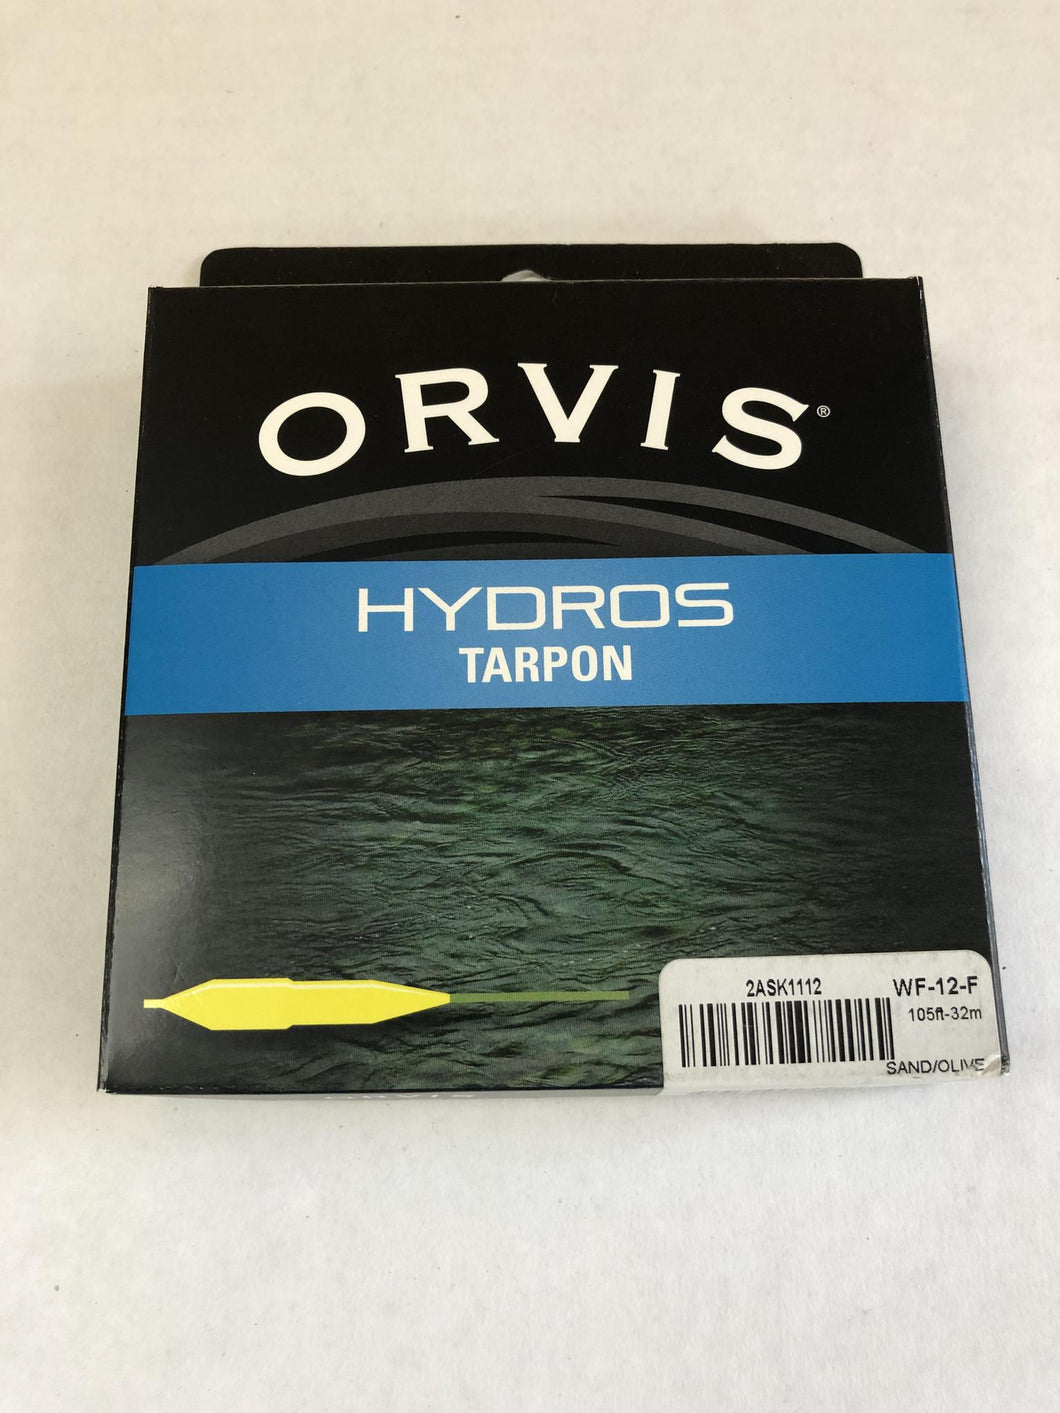 ORVIS®
HYDROS
TARPON
2ASK1112 WF-12-F
105ft-32m
SAND/OLIVE